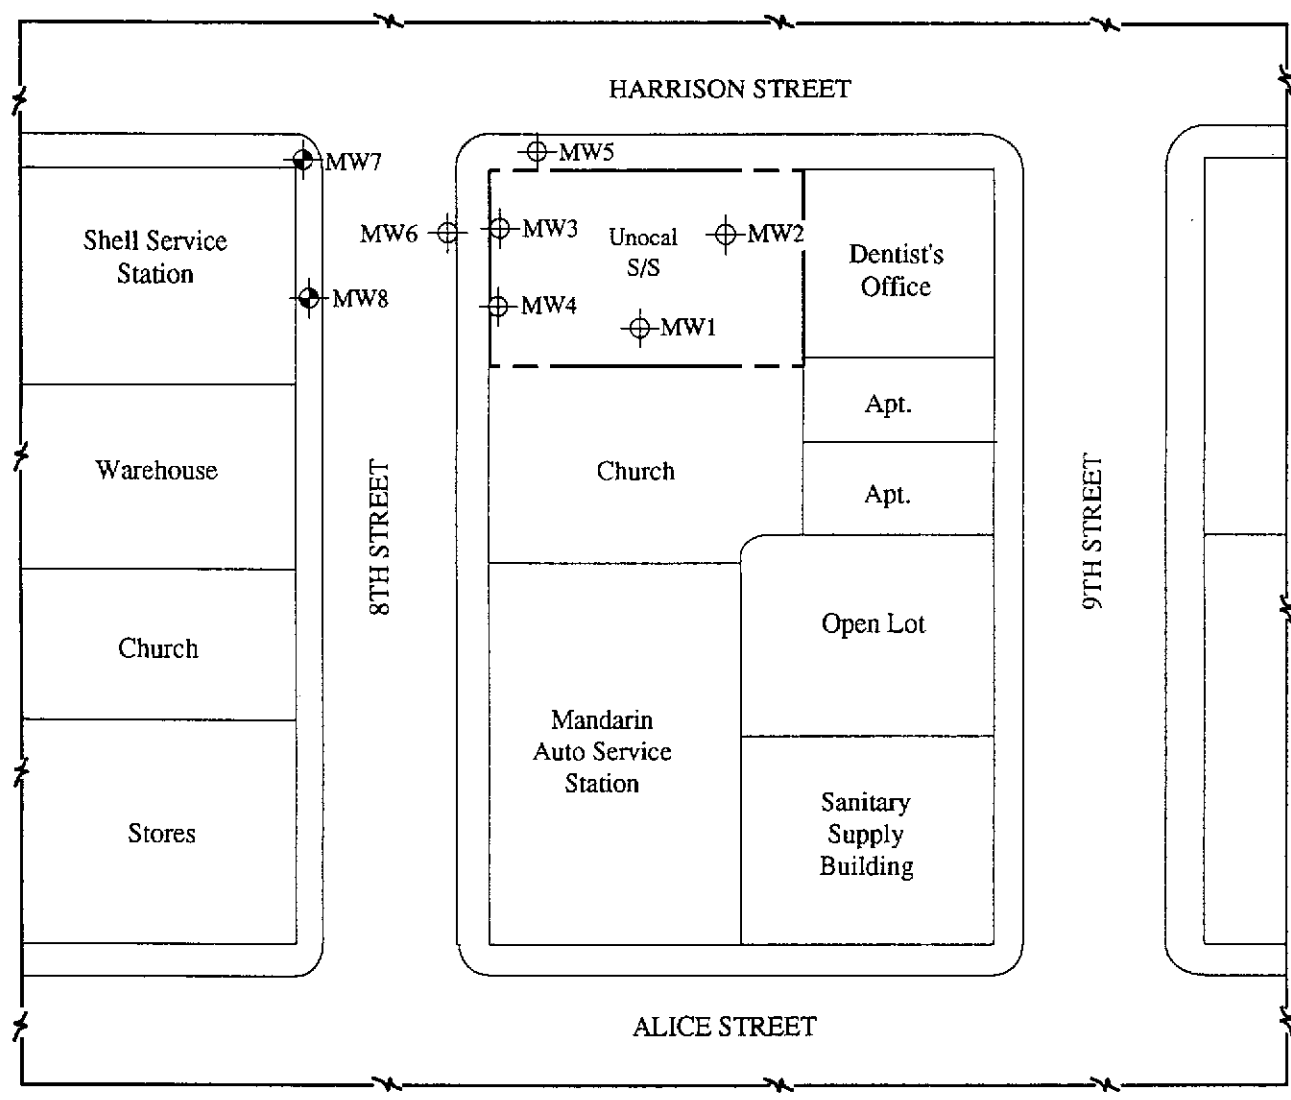 HARRISON STREET
MW7
MW5
Shell Service
Station
MW6
MW3
Unocal
S/S
MW2
Dentist's
Office
MW8
MW4
MW1
Apt.
Warehouse
8TH STREET
Church
Apt.
9TH STREET
Church
Open Lot
Mandarin
Auto Service
Station
Stores
Sanitary
Supply
Building
ALICE STREET